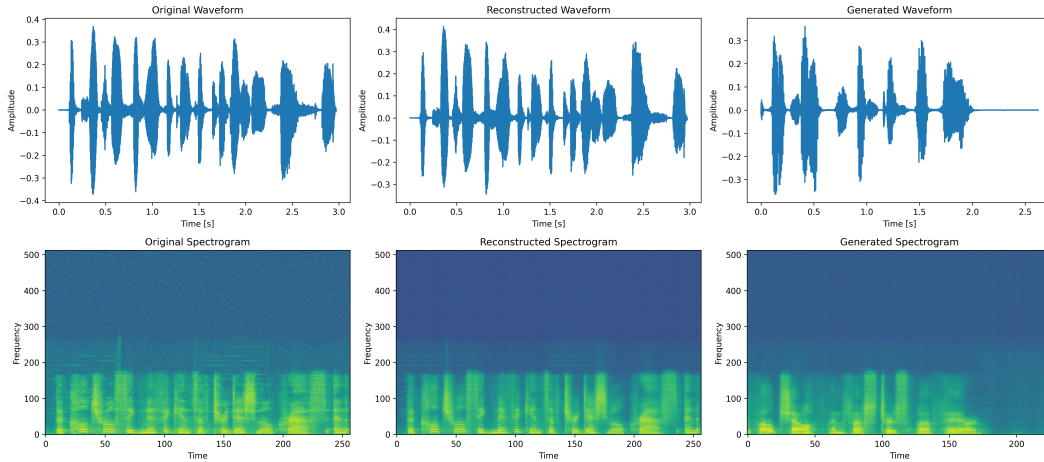 Original Waveform
Reconstructed Waveform
Generated Waveform
Amplitude
0.4
0.3
0.2
0.1
0.0
−0.1
−0.2
−0.3
−0.4
0.0 0.5 1.0 1.5 2.0 2.5 3.0
Time [s]
Amplitude
0.4
0.3
0.2
0.1
0.0
−0.1
−0.2
−0.3
0.0 0.5 1.0 1.5 2.0 2.5 3.0
Time [s]
Amplitude
0.3
0.2
0.1
0.0
−0.1
−0.2
−0.3
0.0 0.5 1.0 1.5 2.0 2.5
Time [s]
Original Spectrogram
Reconstructed Spectrogram
Generated Spectrogram
Frequency
500
400
300
200
100
0
0 50 100 150 200 250
Time
Frequency
500
400
300
200
100
0
0 50 100 150 200 250
Time
Frequency
500
400
300
200
100
0
0 50 100 150 200
Time